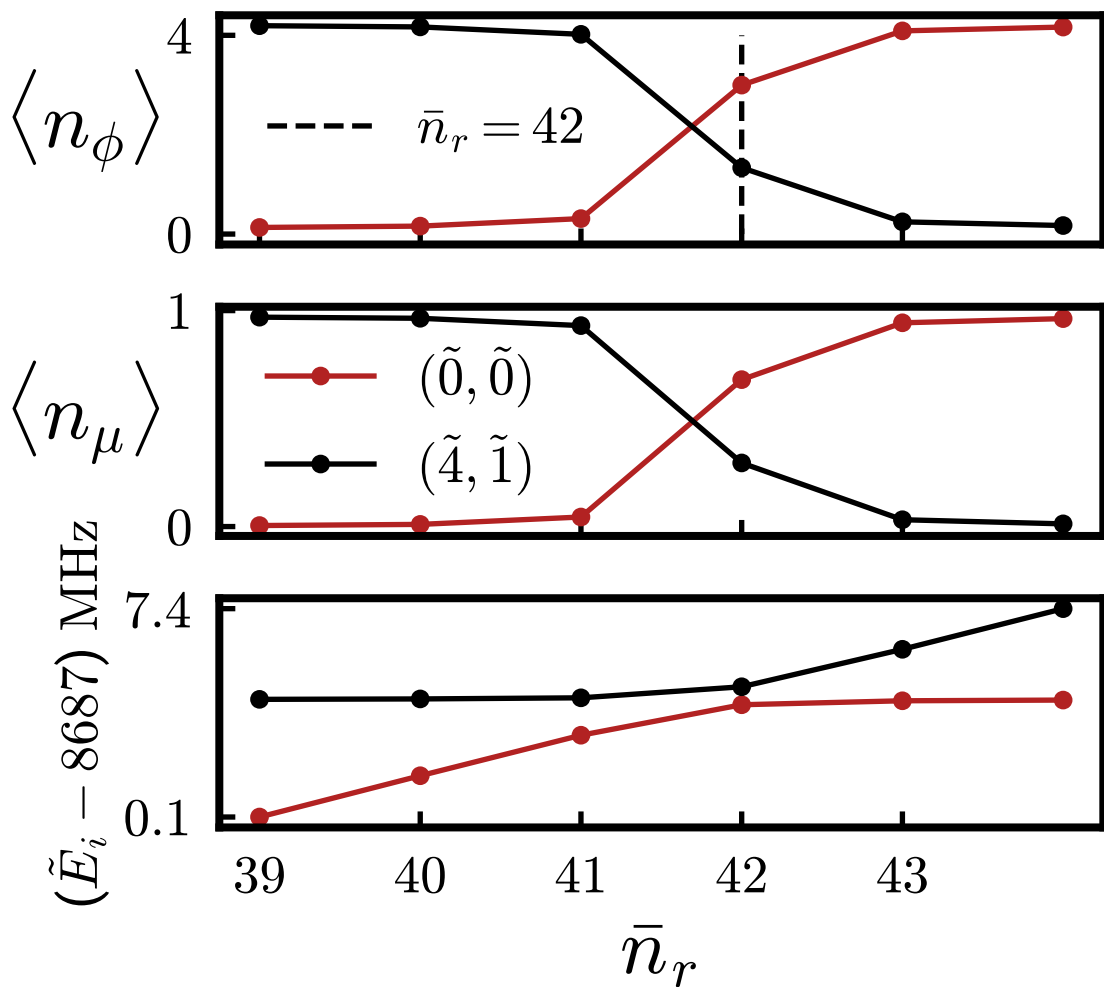 ⟨n_ϕ⟩
4
0
n̄_r = 42
⟨n_μ⟩
1
0
(0̃, 0̃)
(4̃, 1̃)
(Ẽ_i − 8687) MHz
7.4
0.1
39 40 41 42 43
n̄_r